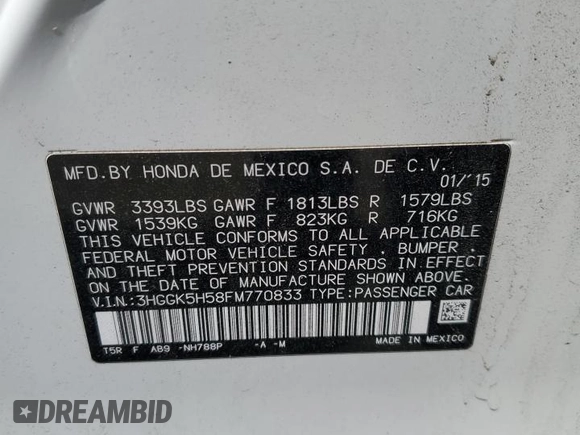 MFD.BY HONDA DE MEXICO S.A. DE C.V.
01/'15
GVWR 3393LBS GAWR F 1813LBS R 1579LBS
GVWR 1539KG GAWR F 823KG R 716KG
THIS VEHICLE CONFORMS TO ALL APPLICABLE
FEDERAL MOTOR VEHICLE SAFETY , BUMPER ,
AND THEFT PREVENTION STANDARDS IN EFFECT
ON THE DATE OF MANUFACTURE SHOWN ABOVE.
V.I.N.:3HGGK5H58FM770833 TYPE:PASSENGER CAR
T5R F AB9 -NH788P -A -M MADE IN MEXICO
DREAMBID